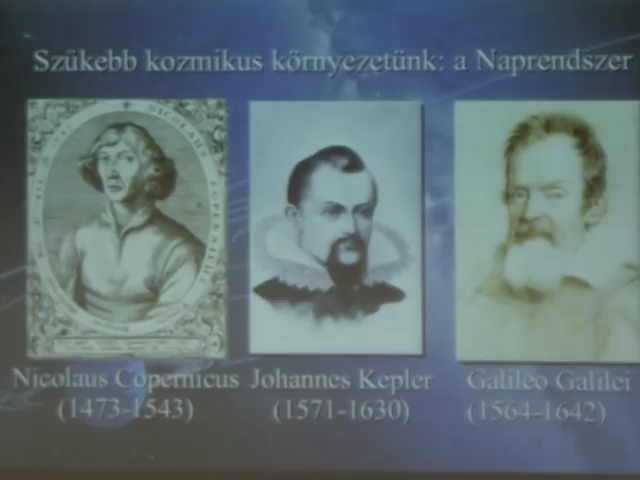 Szűkebb kozmikus környezetünk: a Naprendszer
Nicolaus Copernicus
(1473-1543)
Johannes Kepler
(1571-1630)
Galileo Galilei
(1564-1642)